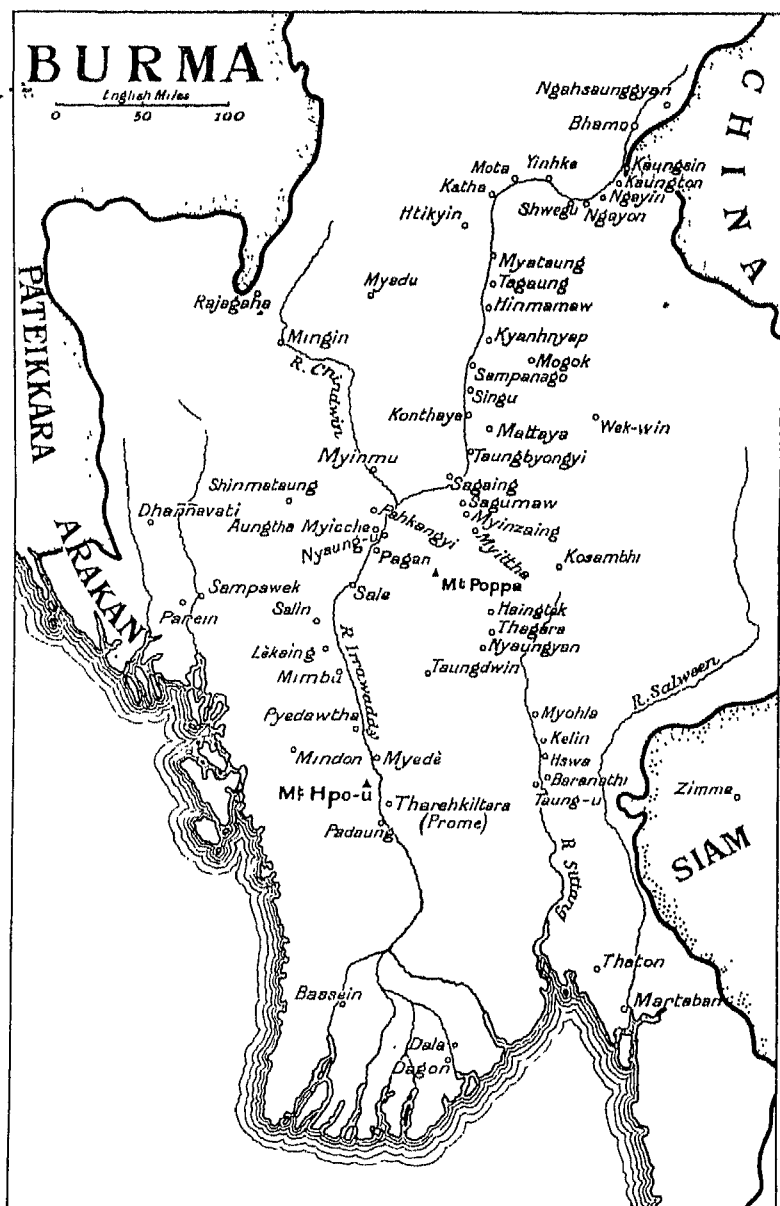 BURMA
English Miles
0 50 100
CHINA
Ngahsaunggyan
Bhamo
Kaungsin
Kaungton
Ngayin
Ngayon
Shwegu
Yinhke
Mota
Katha
Htikyin
Myataung
Tagaung
Hinmamaw
Kyanhnyap
Mogok
Sampanago
Singu
Konthaya
Mattaya
Wek-win
Taungbyongyi
Myadu
Rajagaha
Mingin
R. Chindwin
PATEIKKARA
Myinmu
Sagaing
Shinmataung
Sagumaw
Dhaññavati
Pahkangyi
Myinzaing
Aungtha Myicche
Myittha
Nyaung-u
Pagan
Kosambhi
ARAKAN
Mt Poppa
Sampawek
Sale
Parein
Salin
Haingtek
Thagara
Lèkaing
Nyaungyan
Mimbu
Taungdwin
R. Irrawaddy
R. Salween
Pyedawtha
Myohla
Kelin
Mindon
Myedè
Hswa
Baranathi
Mt Hpo-u
Taung-u
Zimme
Tharehkiltara
(Prome)
Padaung
SIAM
R. Sittang
Thaton
Bassein
Martaban
Dala
Dagon